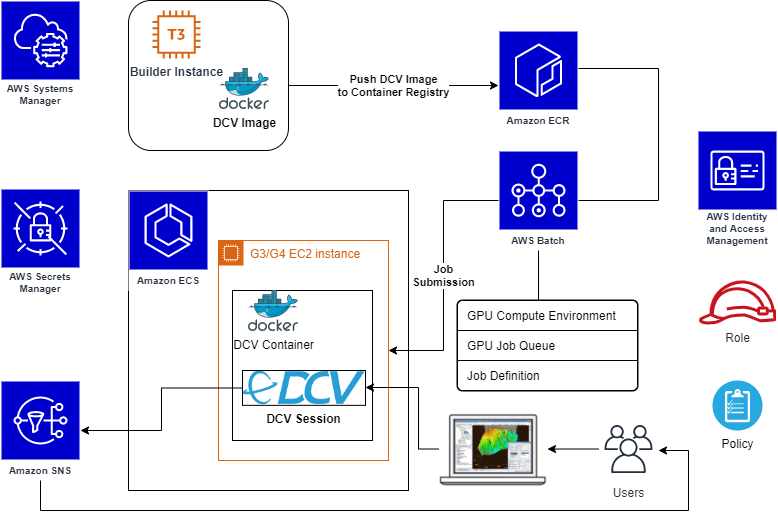 T3
Builder Instance
docker
DCV Image
Push DCV Image
to Container Registry
Amazon ECR
AWS Systems
Manager
AWS Identity
and Access
Management
AWS Batch
AWS Secrets
Manager
Amazon ECS
G3/G4 EC2 instance
Job
Submission
docker
DCV Container
GPU Compute Environment
GPU Job Queue
Job Definition
Role
DCV
DCV Session
Amazon SNS
Policy
Users